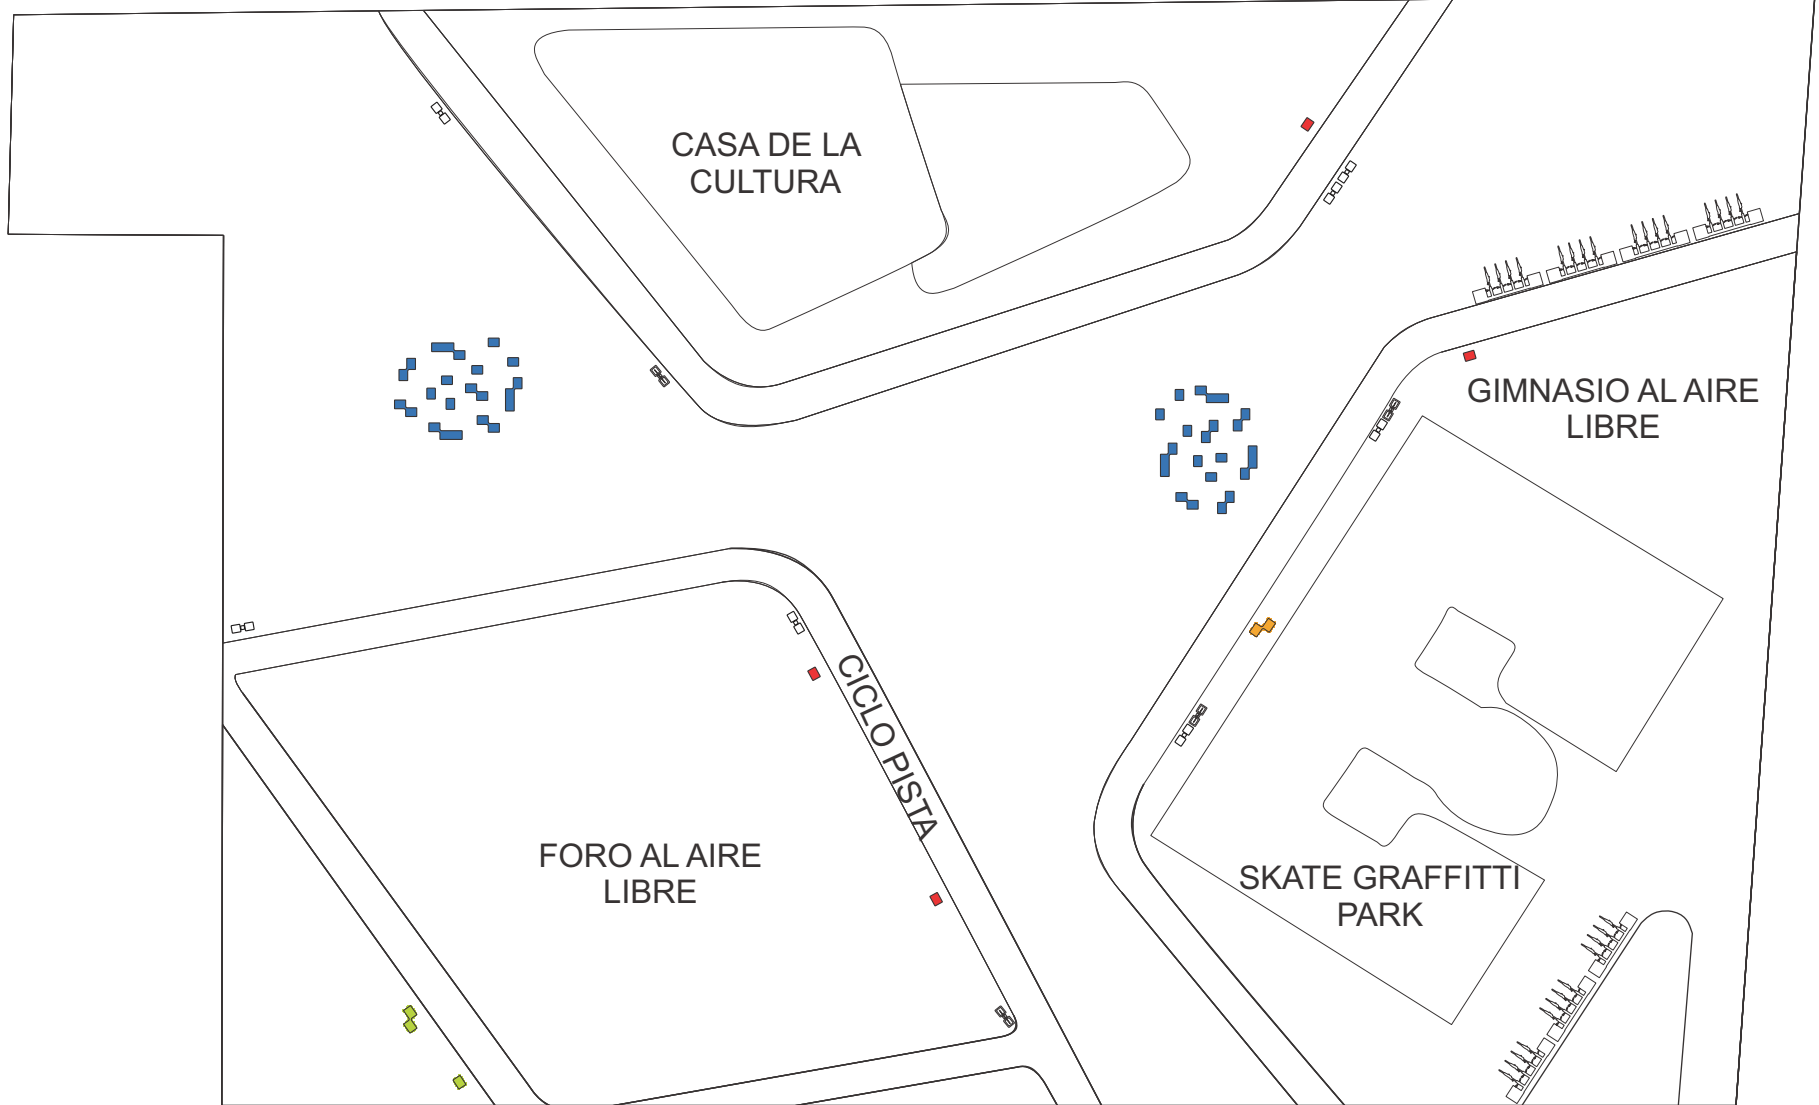 CASA DE LA
CULTURA
GIMNASIO AL AIRE
LIBRE
CICLO PISTA
FORO AL AIRE
LIBRE
SKATE GRAFFITTI
PARK